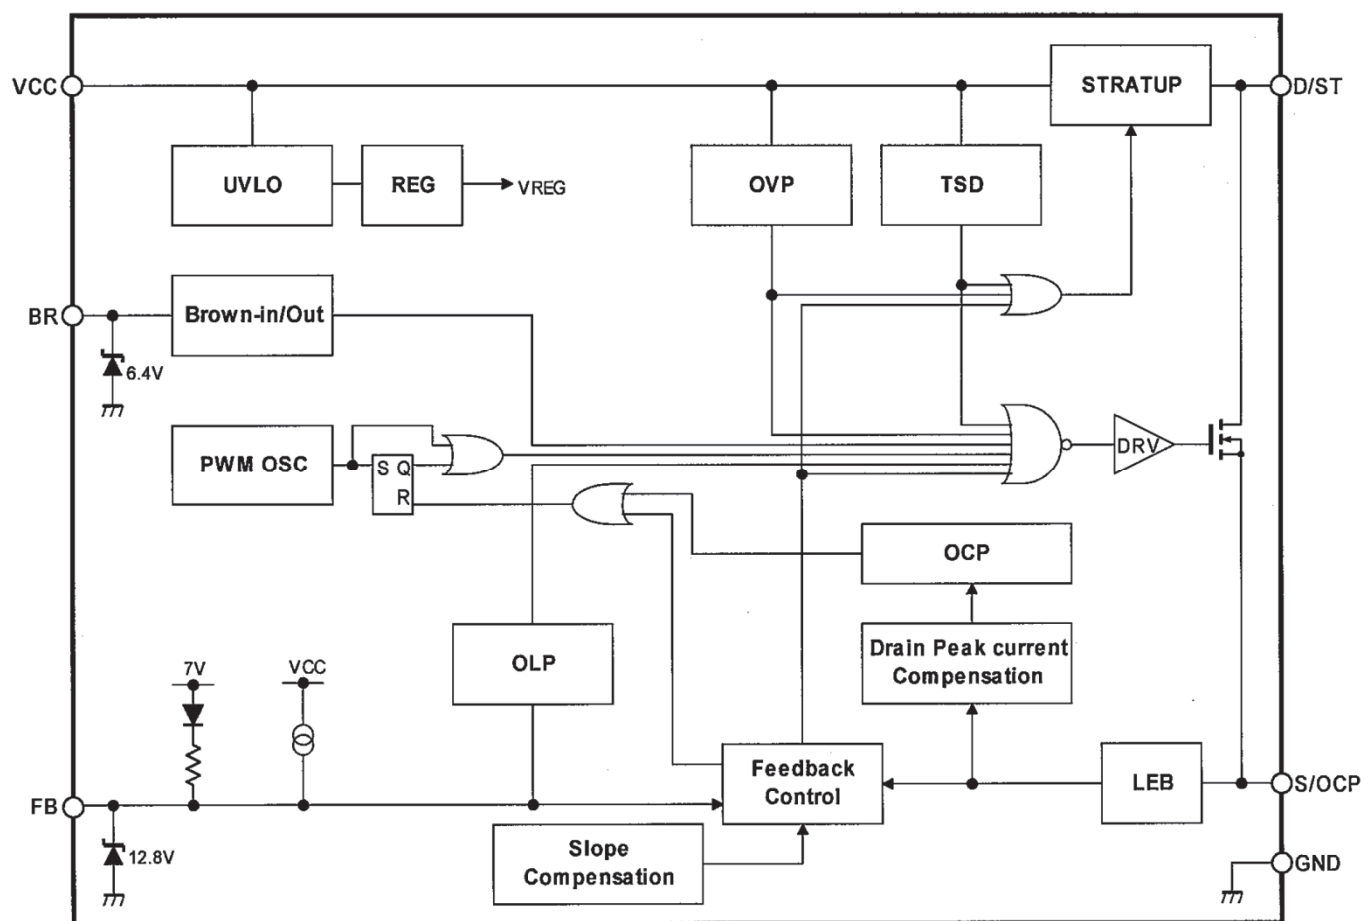 VCC
STRATUP
D/ST
UVLO
REG
VREG
OVP
TSD
BR
Brown-in/Out
6.4V
PWM OSC
S Q
R
DRV
OCP
OLP
Drain Peak current
Compensation
7V
VCC
FB
Feedback
Control
LEB
S/OCP
12.8V
Slope
Compensation
GND